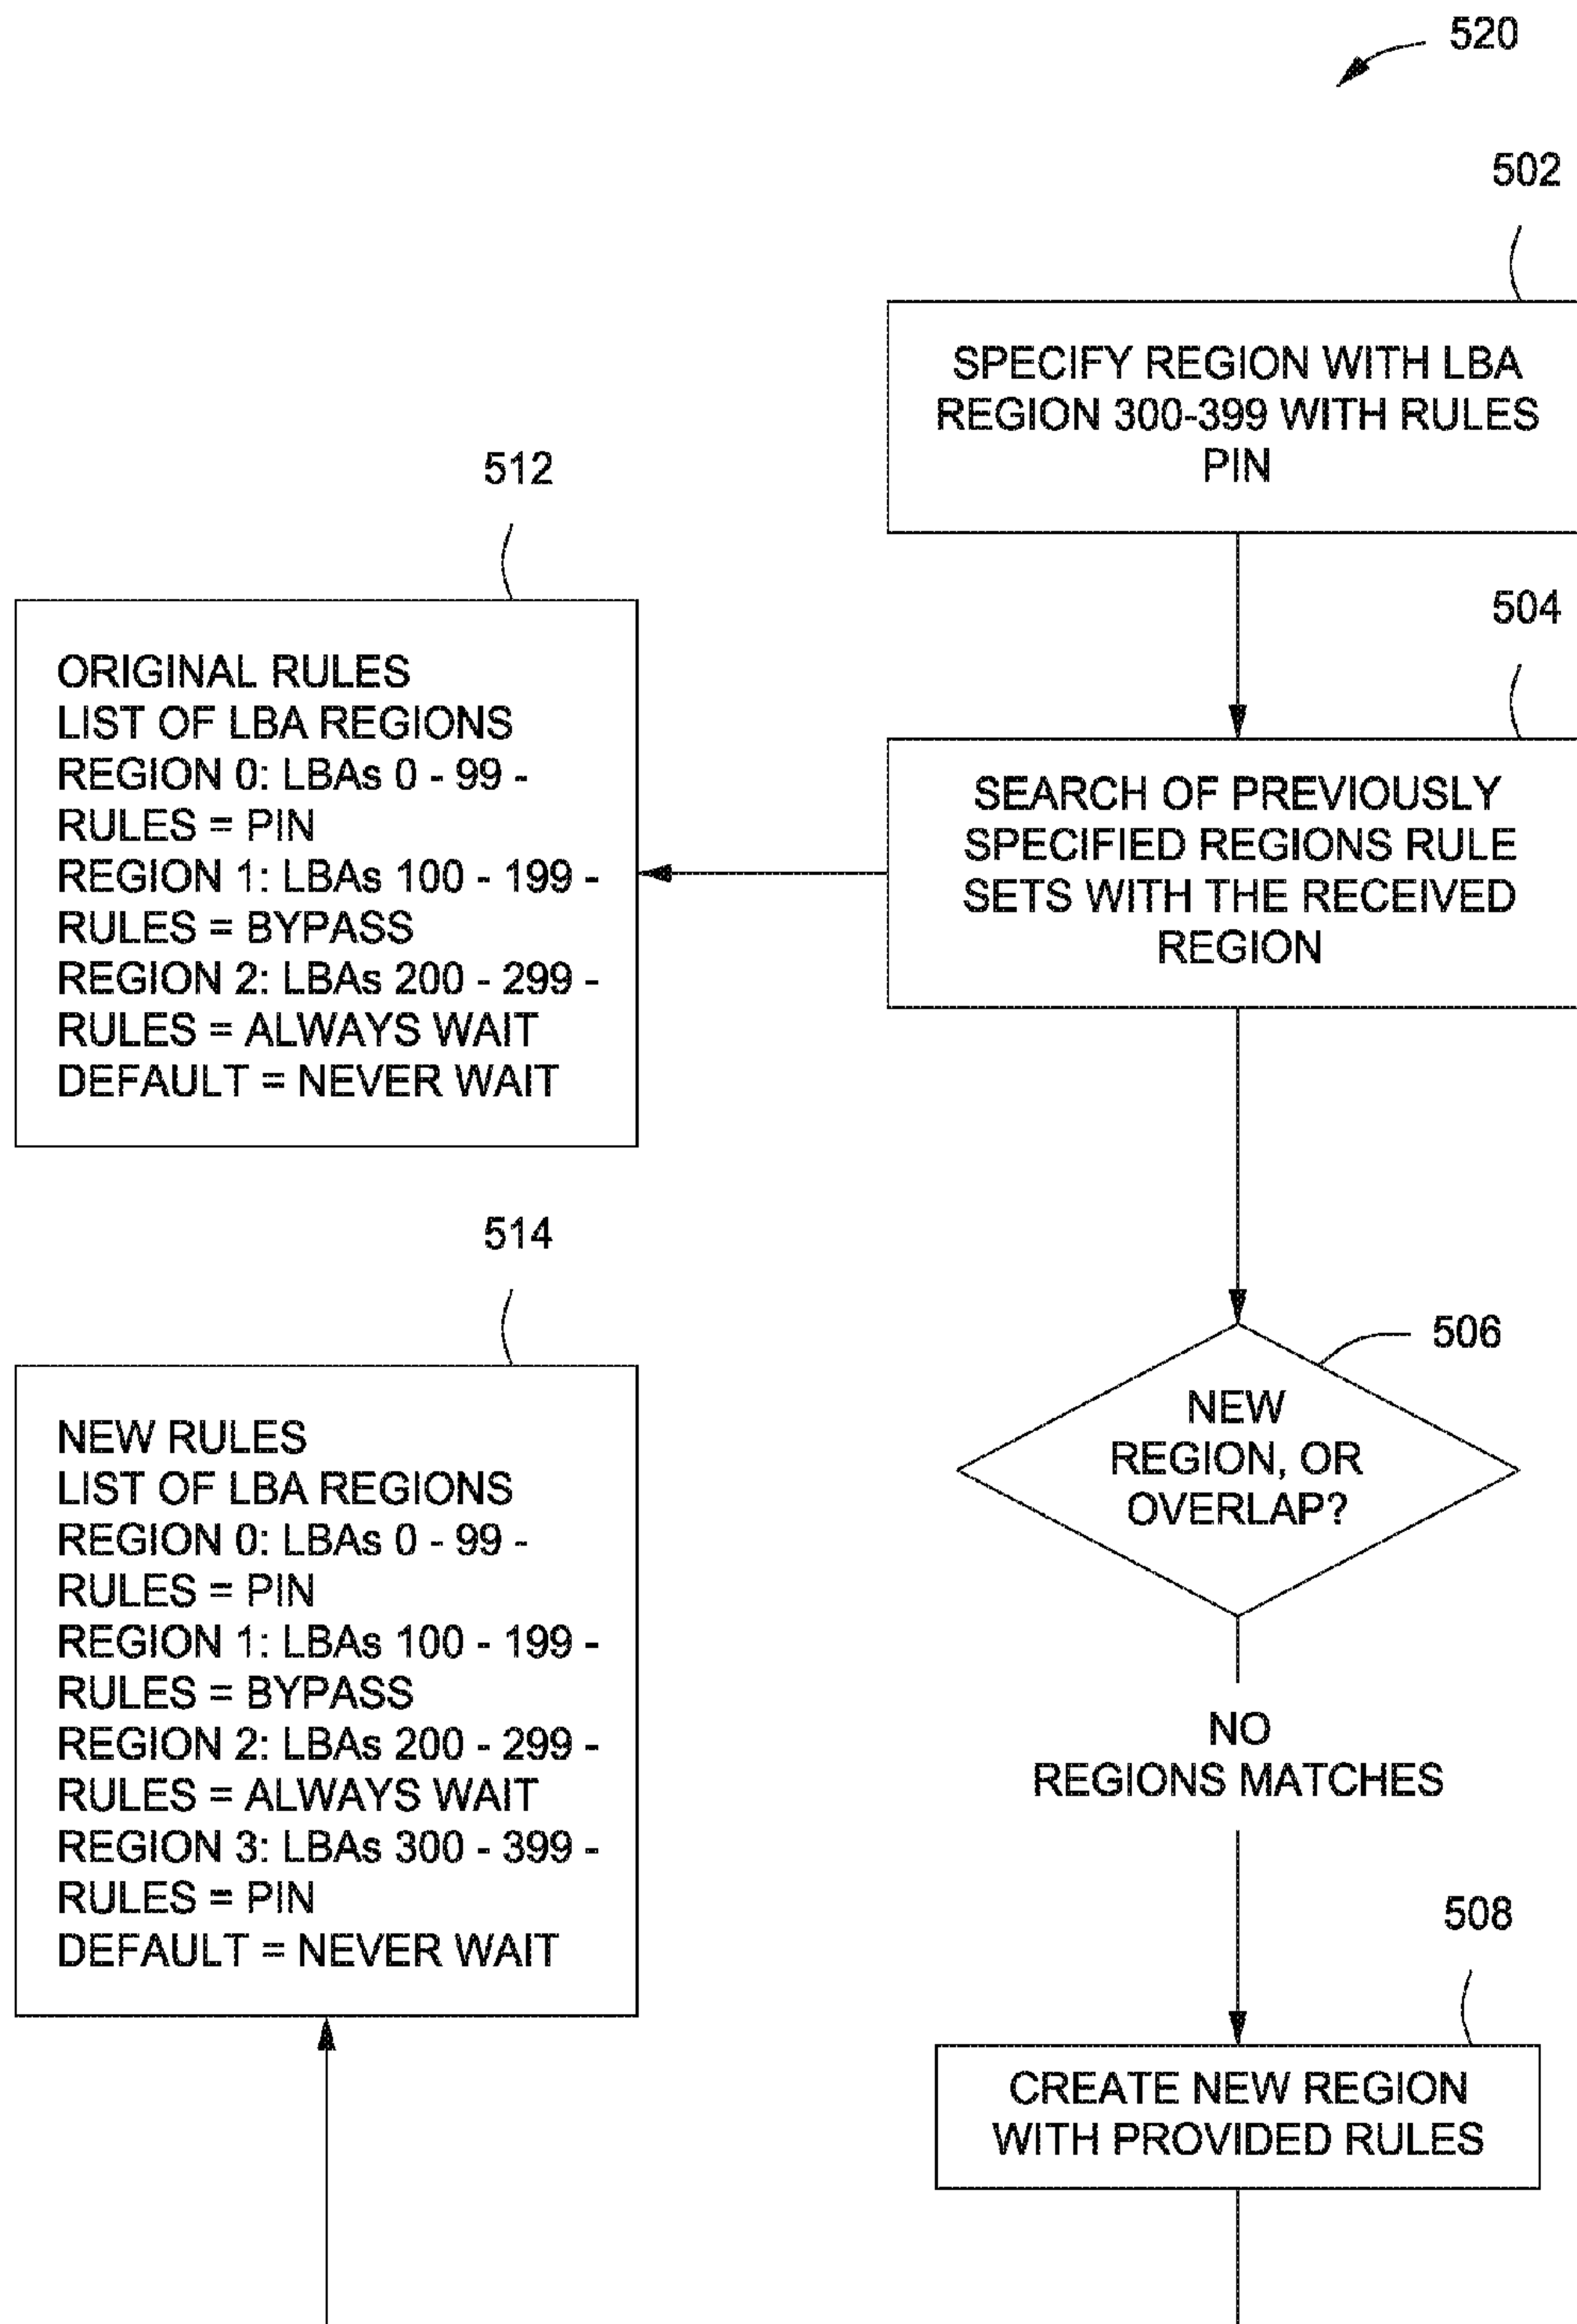 520
502
SPECIFY REGION WITH LBA
REGION 300-399 WITH RULES
PIN
512
504
ORIGINAL RULES
LIST OF LBA REGIONS
REGION 0: LBAs 0 - 99 -
RULES = PIN
REGION 1: LBAs 100 - 199 -
RULES = BYPASS
REGION 2: LBAs 200 - 299 -
RULES = ALWAYS WAIT
DEFAULT = NEVER WAIT
SEARCH OF PREVIOUSLY
SPECIFIED REGIONS RULE
SETS WITH THE RECEIVED
REGION
514
506
NEW
REGION, OR
OVERLAP?
NEW RULES
LIST OF LBA REGIONS
REGION 0: LBAs 0 - 99 -
RULES = PIN
REGION 1: LBAs 100 - 199 -
RULES = BYPASS
REGION 2: LBAs 200 - 299 -
RULES = ALWAYS WAIT
REGION 3: LBAs 300 - 399 -
RULES = PIN
DEFAULT = NEVER WAIT
NO
REGIONS MATCHES
508
CREATE NEW REGION
WITH PROVIDED RULES